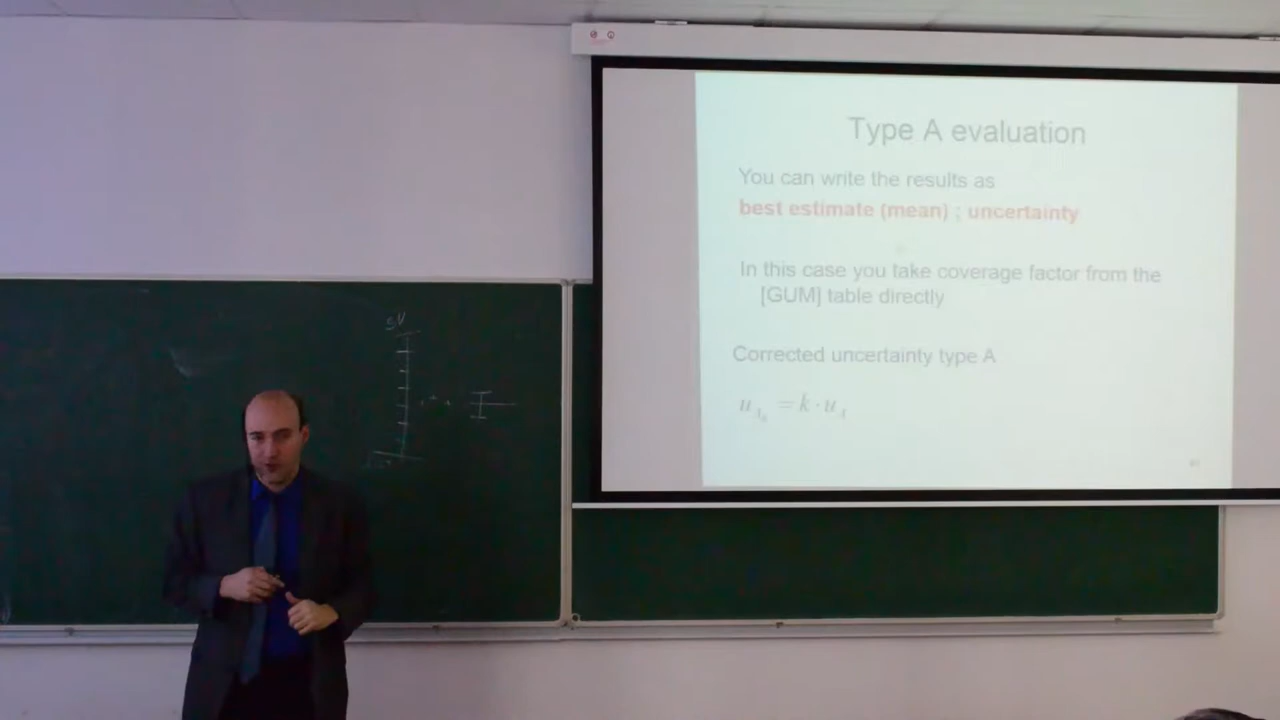 5V
Type A evaluation
You can write the results as
best estimate (mean) ; uncertainty
In this case you take coverage factor from the
[GUM] table directly
Corrected uncertainty type A
= k · u